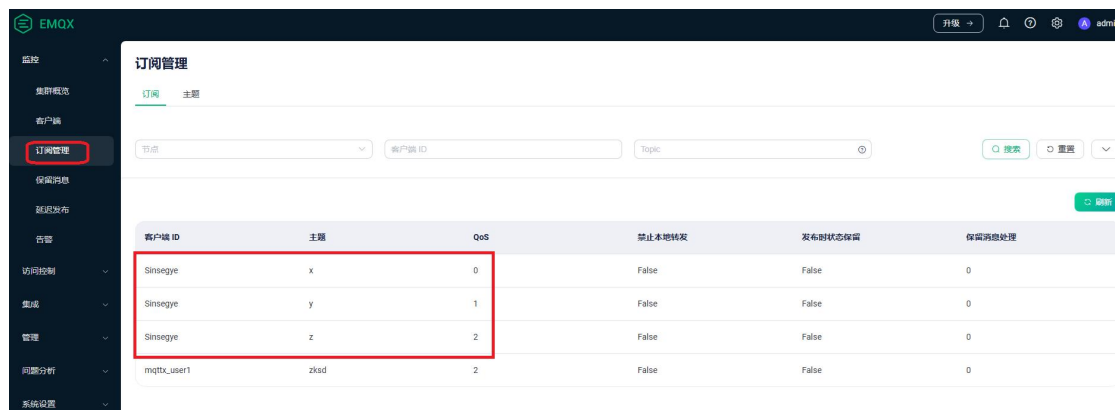 EMQX
升级 →
A admi
监控
集群概览
客户端
订阅管理
保留消息
延迟发布
告警
访问控制
集成
管理
问题分析
系统设置
订阅管理
订阅 主题
节点 客户端 ID Topic 搜索 重置
刷新
客户端 ID 主题 QoS 禁止本地转发 发布时状态保留 保留消息处理
Sinsegye x 0 False False 0
Sinsegye y 1 False False 0
Sinsegye z 2 False False 0
mqttx_user1 zksd 2 False False 0